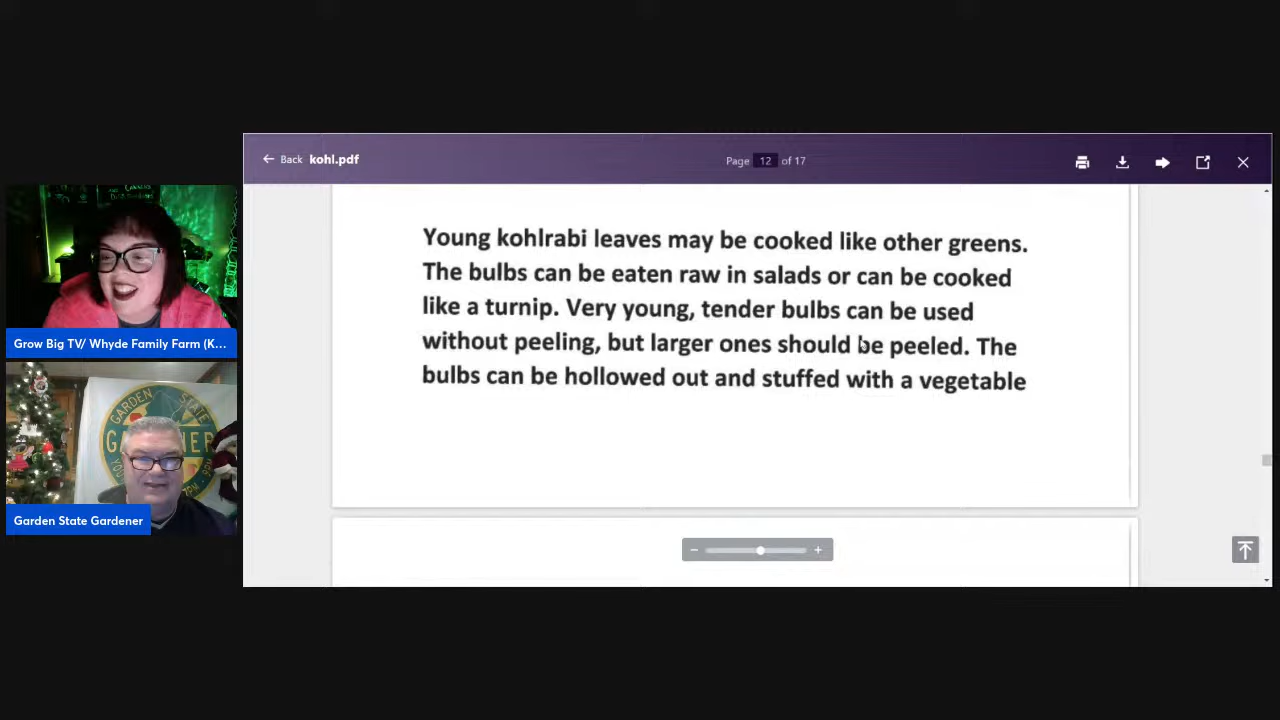 Back kohl.pdf
Page 12 of 17
Young kohlrabi leaves may be cooked like other greens.
The bulbs can be eaten raw in salads or can be cooked
like a turnip. Very young, tender bulbs can be used
without peeling, but larger ones should be peeled. The
bulbs can be hollowed out and stuffed with a vegetable
Grow Big TV/ Whyde Family Farm (K...
GARDEN STATE
Garden State Gardener